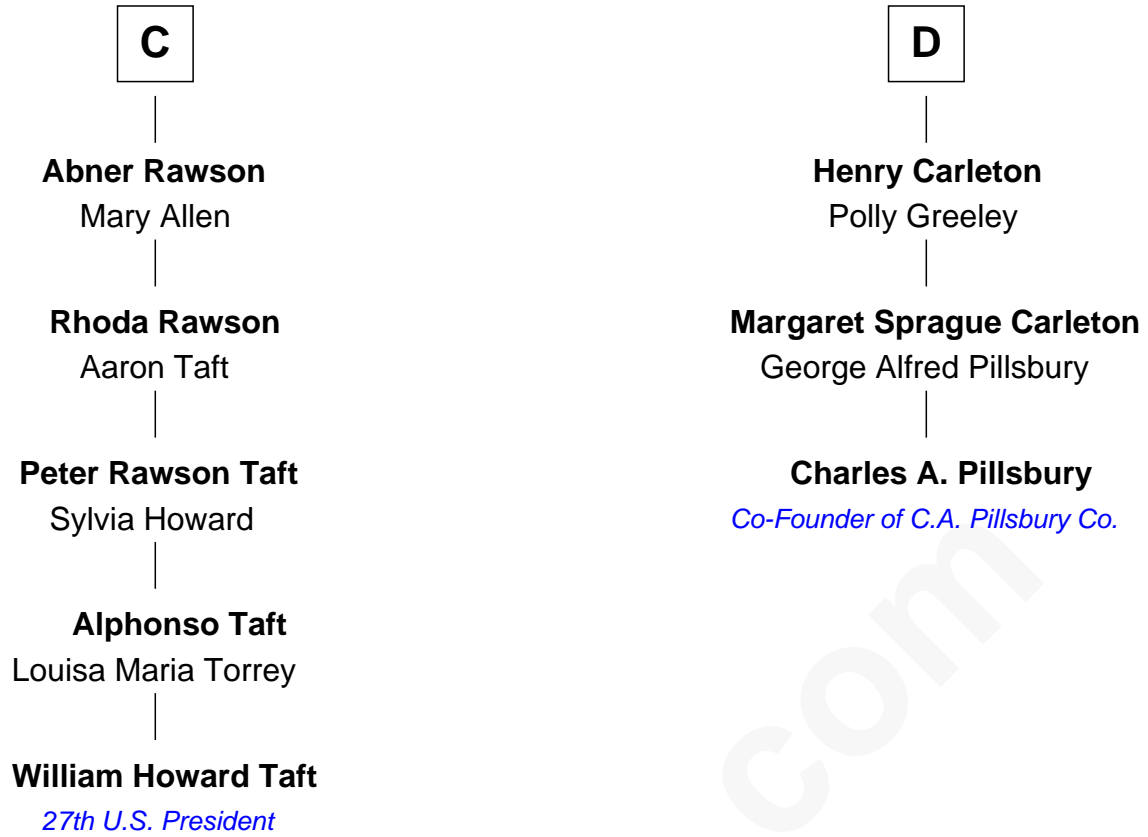 C
Abner Rawson
Mary Allen
Rhoda Rawson
Aaron Taft
Peter Rawson Taft
Sylvia Howard
Alphonso Taft
Louisa Maria Torrey
William Howard Taft
27th U.S. President
D
Henry Carleton
Polly Greeley
Margaret Sprague Carleton
George Alfred Pillsbury
Charles A. Pillsbury
Co-Founder of C.A. Pillsbury Co.
com